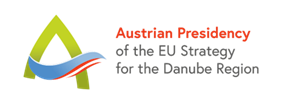 Austrian Presidency
of the EU Strategy
for the Danube Region